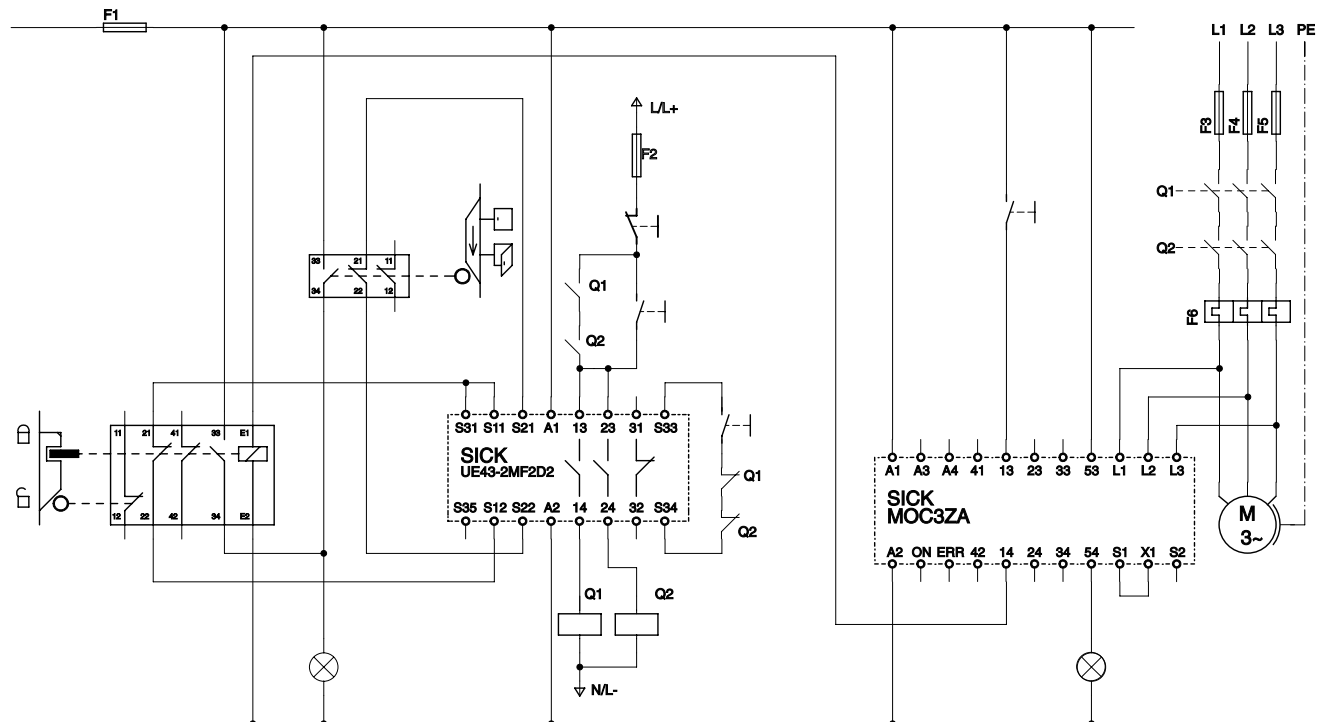 F1
L1 L2 L3 PE
L/L+
F3 F4 F5
F2
Q1
Q2
33 21 11
34 22 12
Q1
Q2
F6
11 21 41 33 E1
12 22 42 34 E2
S31 S11 S21 A1 13 23 31 S33
SICK
UE43-2MF2D2
S35 S12 S22 A2 14 24 32 S34
Q1
Q2
A1 A3 A4 41 13 23 33 53 L1 L2 L3
SICK
MOC3ZA
A2 ON ERR 42 14 24 34 54 S1 X1 S2
M
3~
Q1 Q2
N/L-